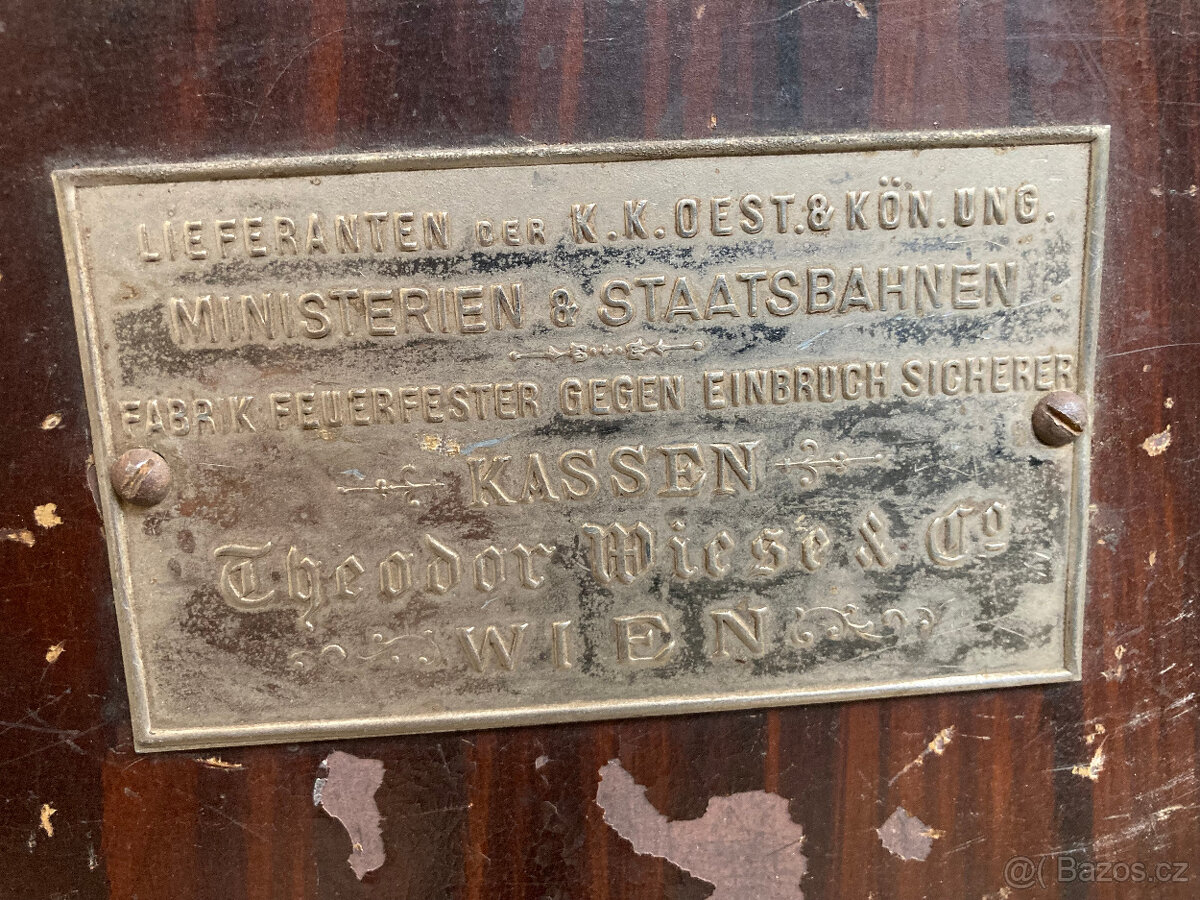 LIEFERANTEN DER K.K.OEST.& KÖN.UNG.
MINISTERIEN & STAATSBAHNEN
FABRIK FEUERFESTER GEGEN EINBRUCH SICHERER
KASSEN
Theodor Wiese & Co
WIEN
@( Bazos.cz